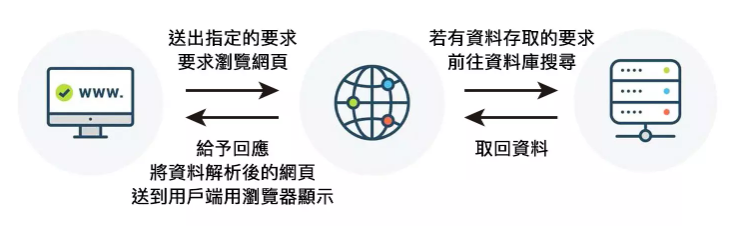 送出指定的要求
要求瀏覽網頁
若有資料存取的要求
前往資料庫搜尋
www.
給予回應
將資料解析後的網頁
送到用戶端用瀏覽器顯示
取回資料